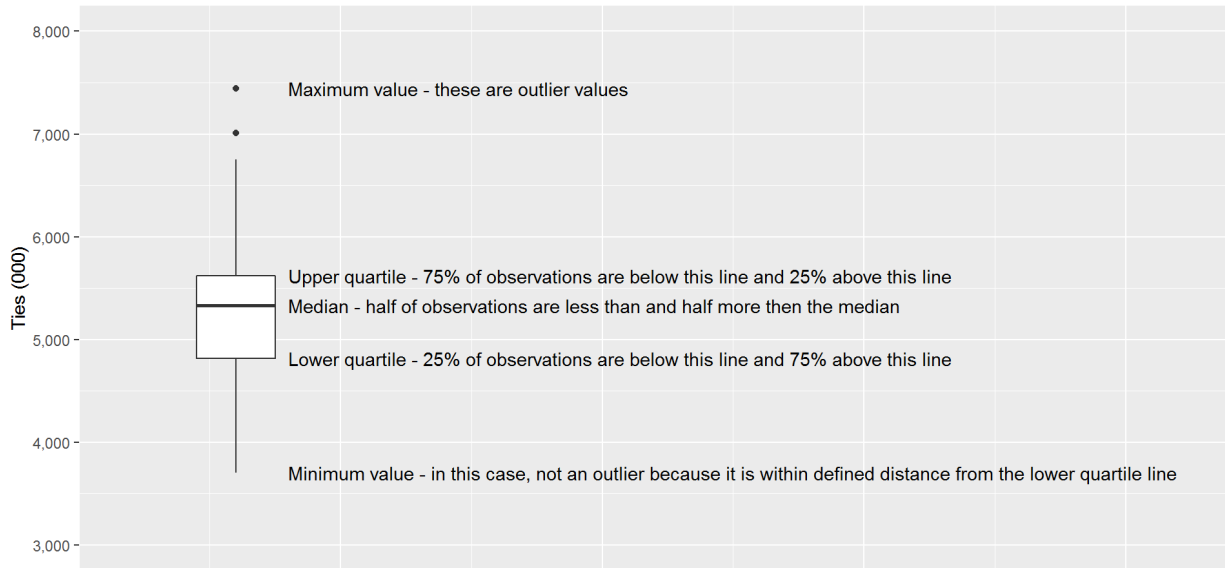 8,000
Maximum value - these are outlier values
7,000
6,000
Upper quartile - 75% of observations are below this line and 25% above this line
Median - half of observations are less than and half more then the median
5,000
Lower quartile - 25% of observations are below this line and 75% above this line
4,000
Minimum value - in this case, not an outlier because it is within defined distance from the lower quartile line
3,000
Ties (000)